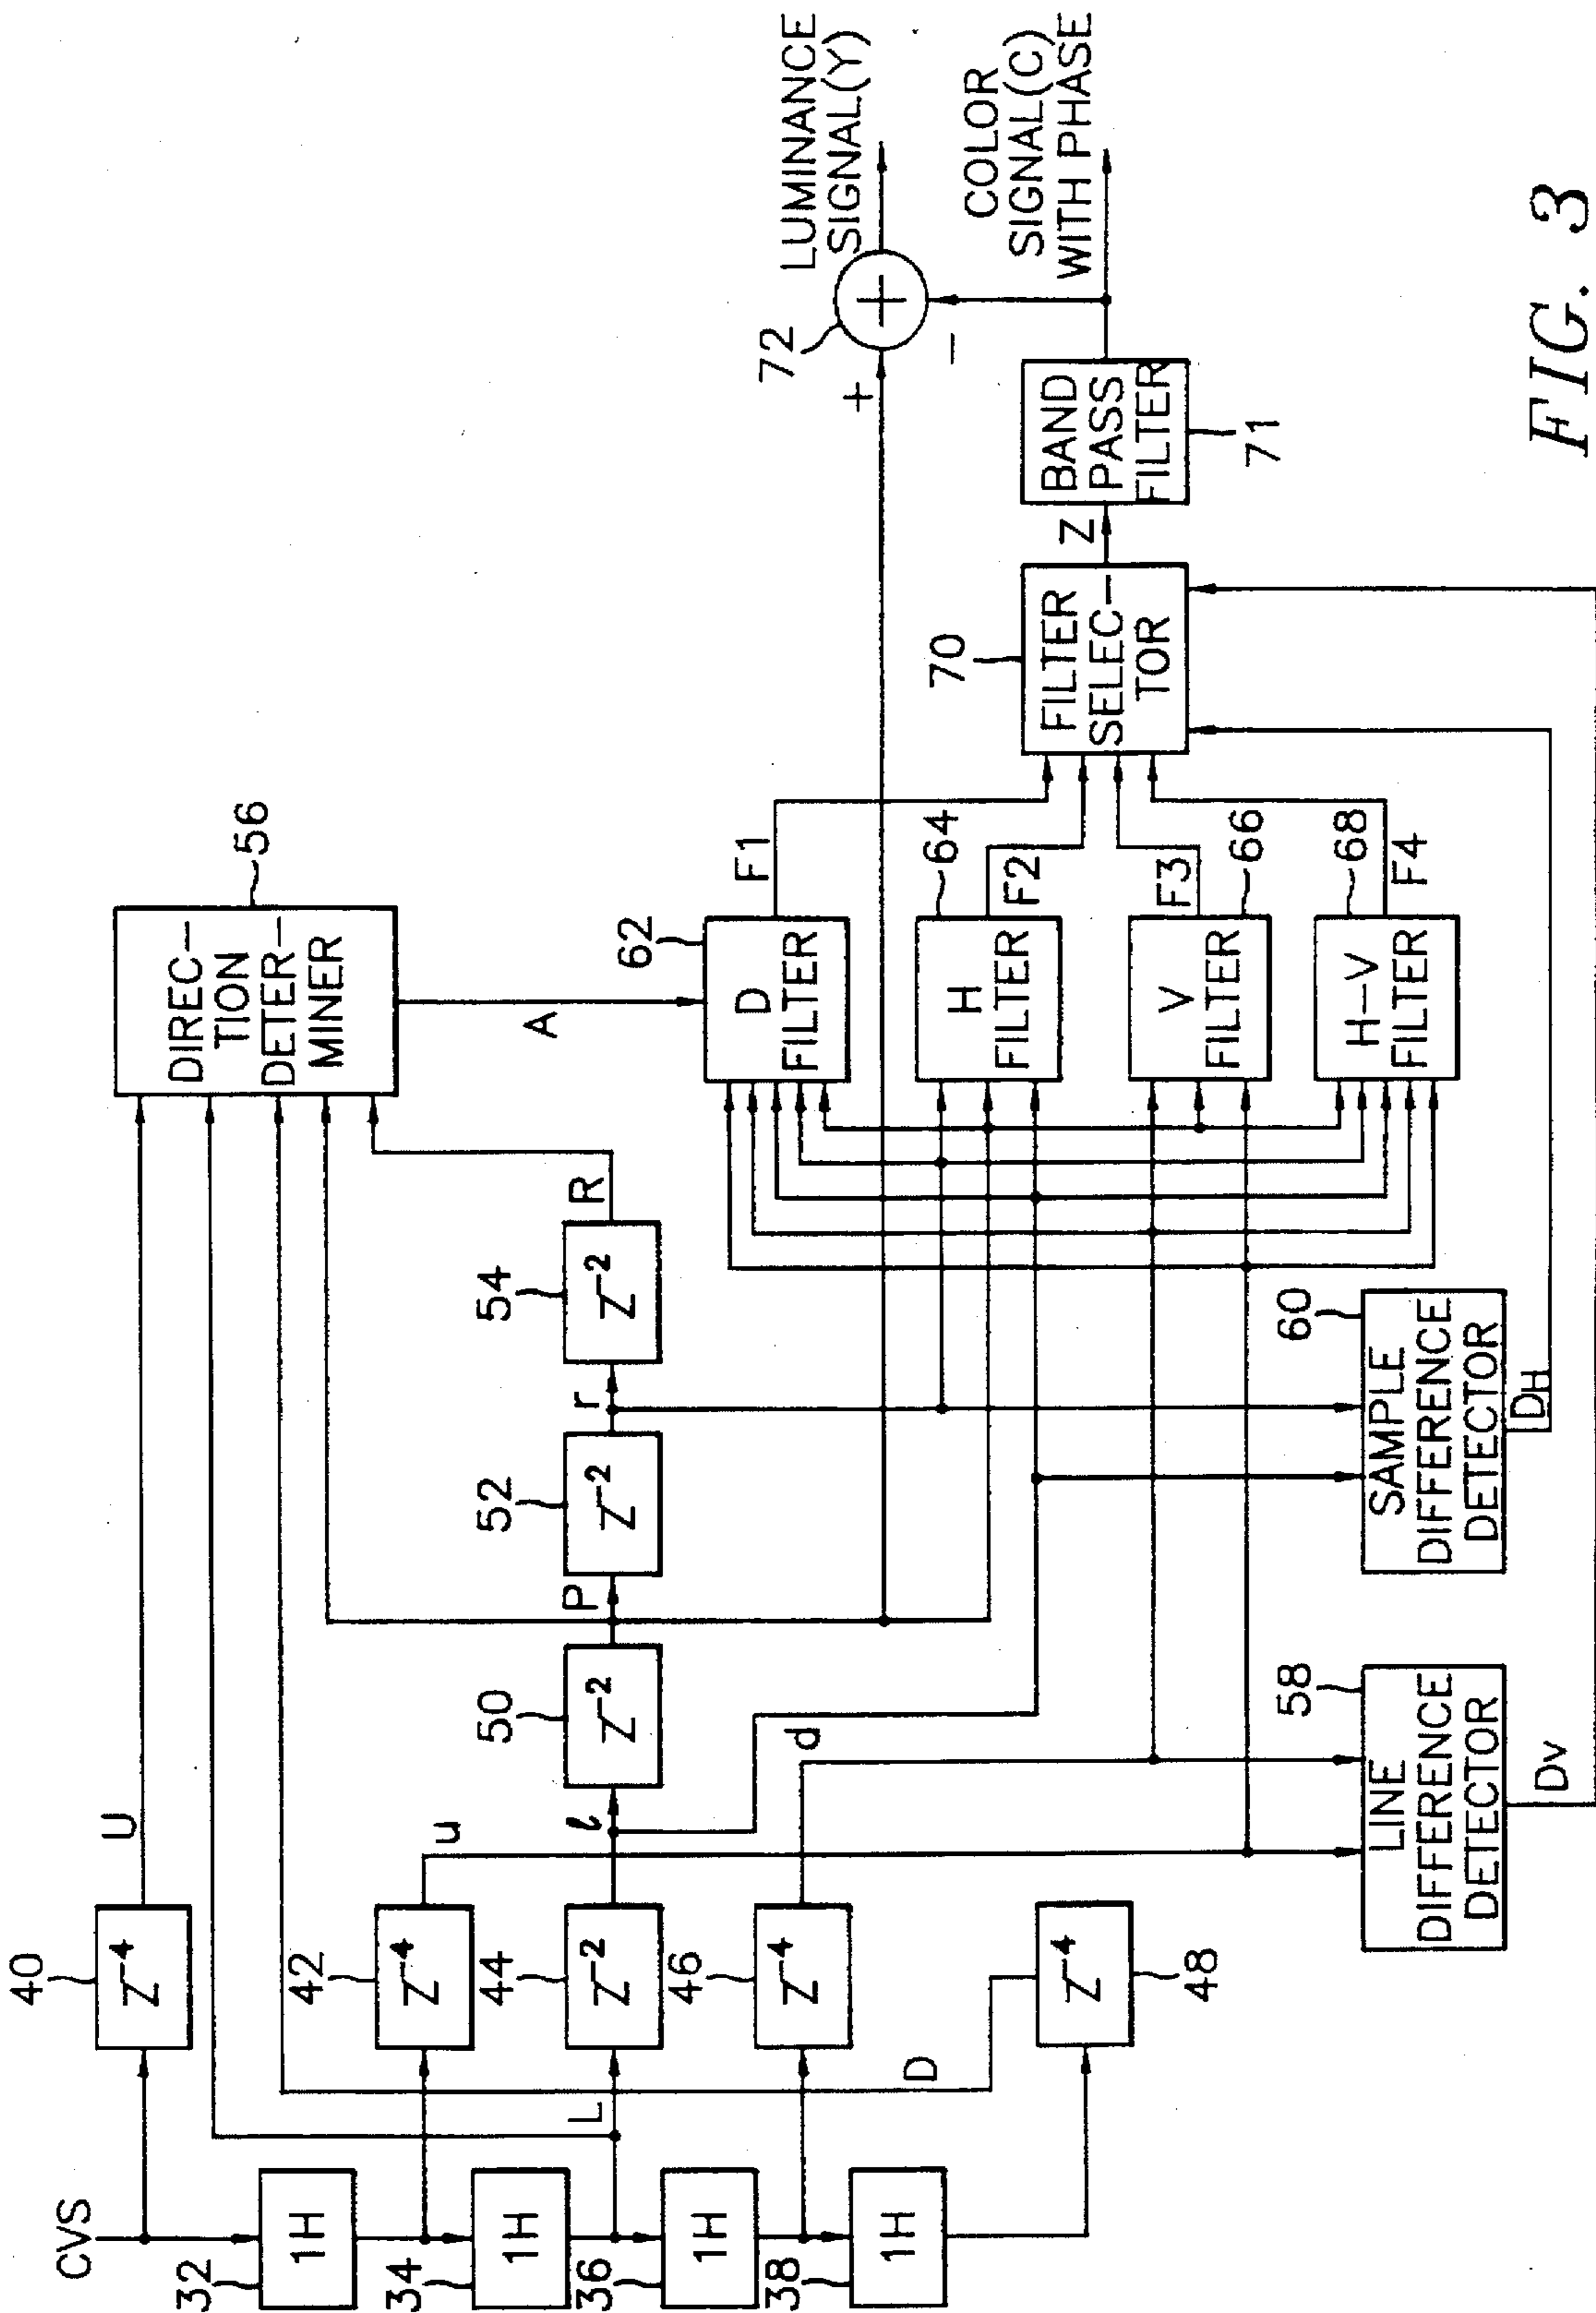 CVS
32
1H
34
1H
36
1H
38
1H
40
Z-4
U
42
Z-4
u
L
44
Z-2
ℓ
46
Z-4
d
D
Z-4
48
50
Z-2
P
52
Z-2
r
54
Z-2
R
DIREC-
TION
DETER-
MINER
56
A
58
LINE
DIFFERENCE
DETECTOR
DV
60
SAMPLE
DIFFERENCE
DETECTOR
DH
62
D
FILTER
F1
H
FILTER
64
F2
V
FILTER
66
F3
H-V
FILTER
68
F4
70
FILTER
SELEC-
TOR
Z
BAND
PASS
FILTER
71
72
+
+
−
LUMINANCE
SIGNAL(Y)
COLOR
SIGNAL(C)
WITH PHASE
FIG. 3